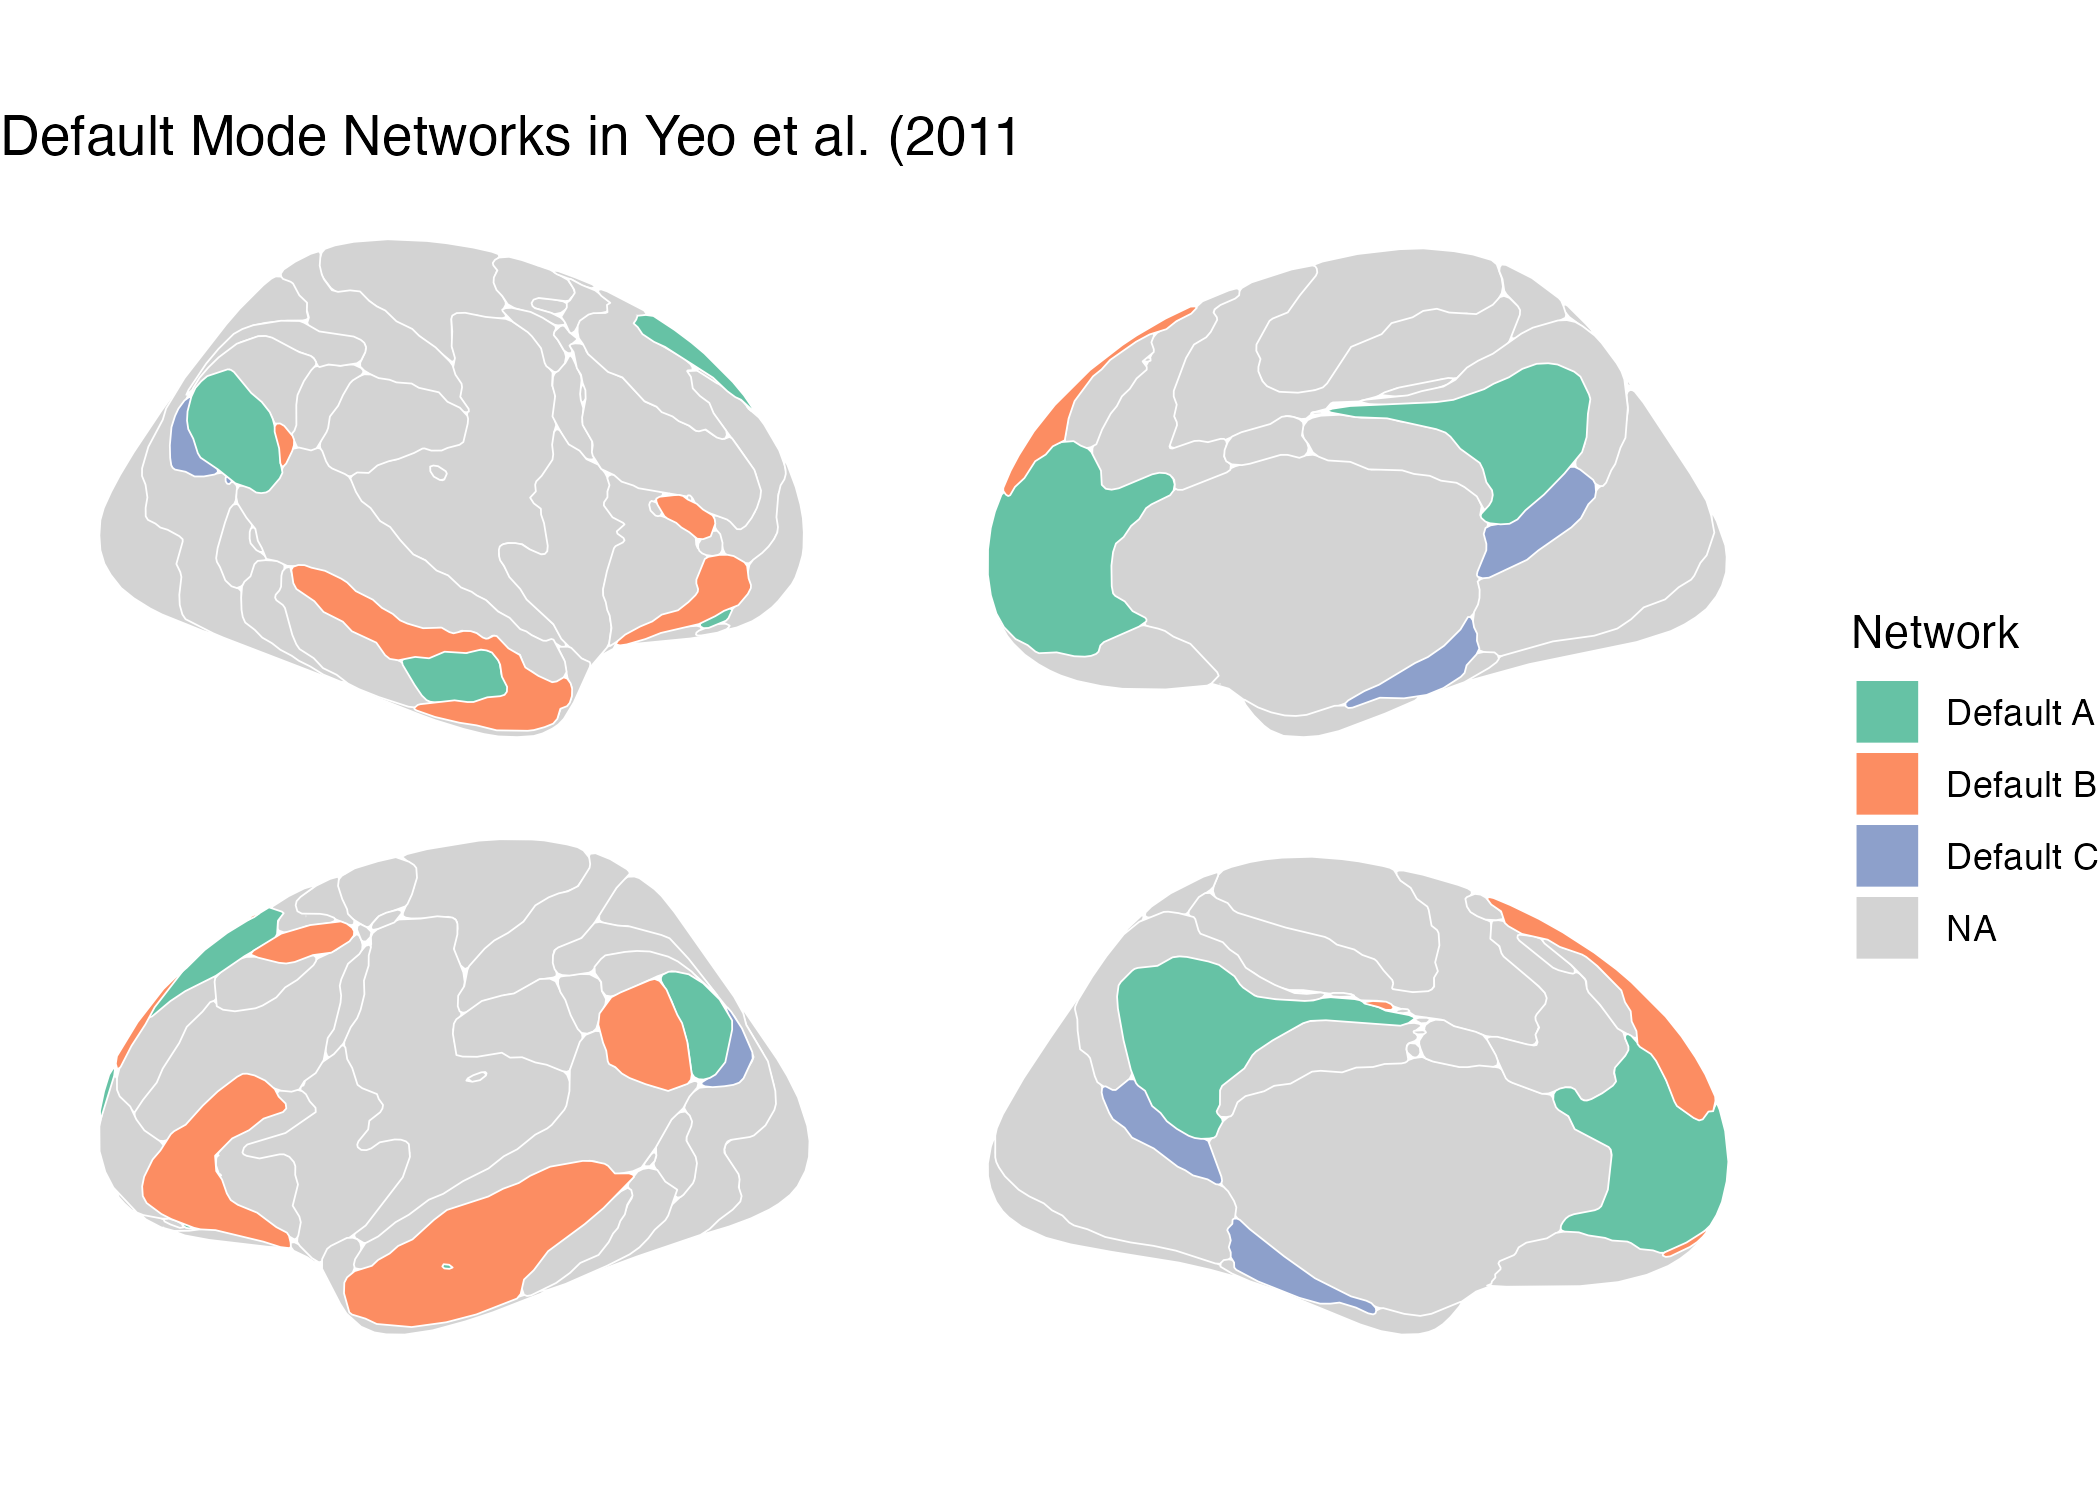 Default Mode Networks in Yeo et al. (2011
Network
Default A
Default B
Default C
NA